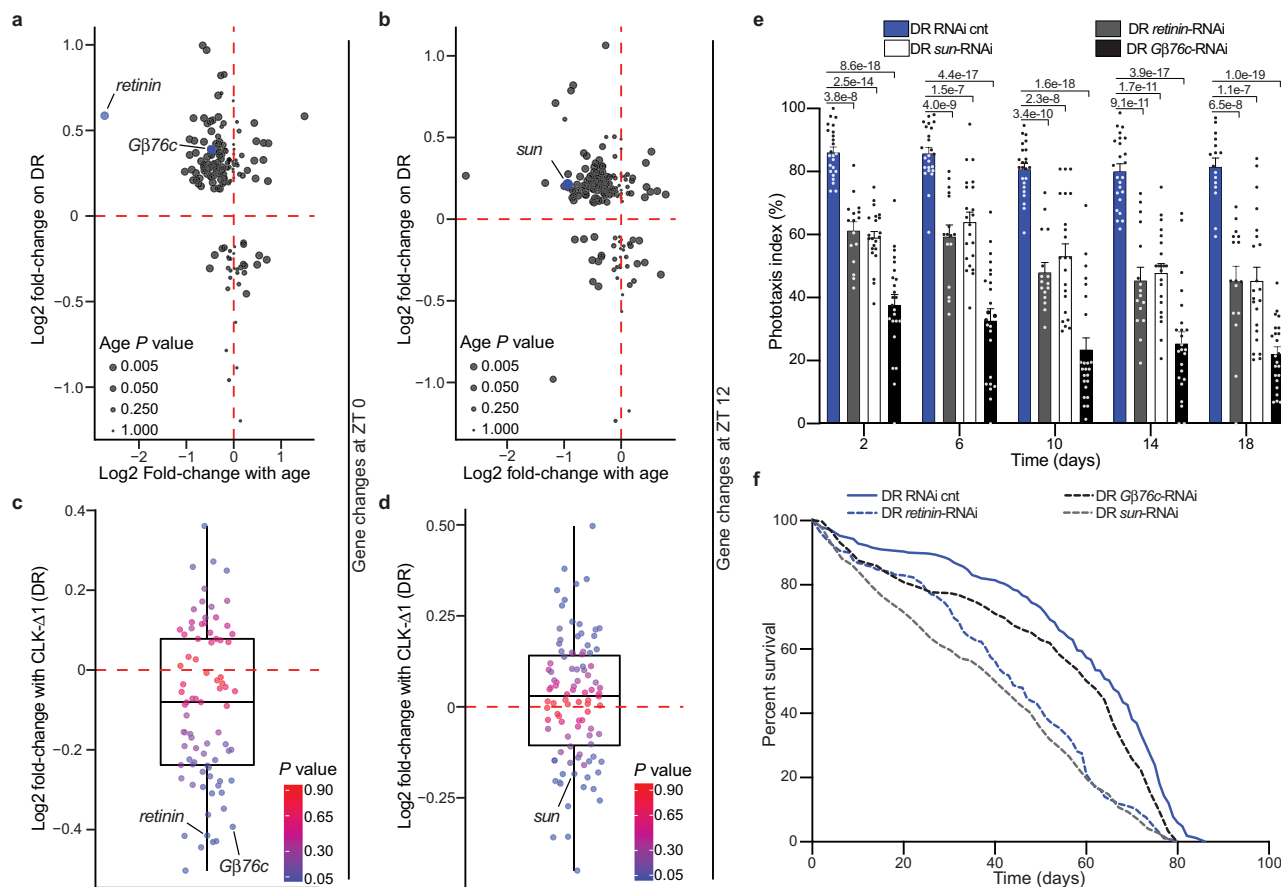 a
1.0
0.5
0
−0.5
−1.0
Log2 fold-change on DR
retinin
Gβ76c
Age P value
0.005
0.050
0.250
1.000
−2
−1
0
1
Log2 Fold-change with age
b
1.0
0.5
0
−0.5
−1.0
Log2 fold-change on DR
sun
Age P value
0.005
0.050
0.250
1.000
−2
−1
0
Log2 fold-change with age
c
0.4
0.2
0
−0.2
−0.4
Log2 fold-change with CLK-Δ1 (DR)
retinin
Gβ76c
P value
0.90
0.65
0.30
0.05
Gene changes at ZT 0
d
0.50
0.25
0
−0.25
Log2 fold-change with CLK-Δ1 (DR)
sun
P value
0.90
0.65
0.30
0.05
Gene changes at ZT 12
e
DR RNAi cnt
DR retinin-RNAi
DR sun-RNAi
DR Gβ76c-RNAi
8.6e-18
2.5e-14
3.8e-8
4.4e-17
1.5e-7
4.0e-9
1.6e-18
2.3e-8
3.4e-10
3.9e-17
1.7e-11
9.1e-11
1.0e-19
1.1e-7
6.5e-8
100
80
60
40
20
0
Phototaxis index (%)
2
6
10
14
18
Time (days)
f
DR RNAi cnt
DR Gβ76c-RNAi
DR retinin-RNAi
DR sun-RNAi
100
80
60
40
20
0
Percent survival
0
20
40
60
80
100
Time (days)